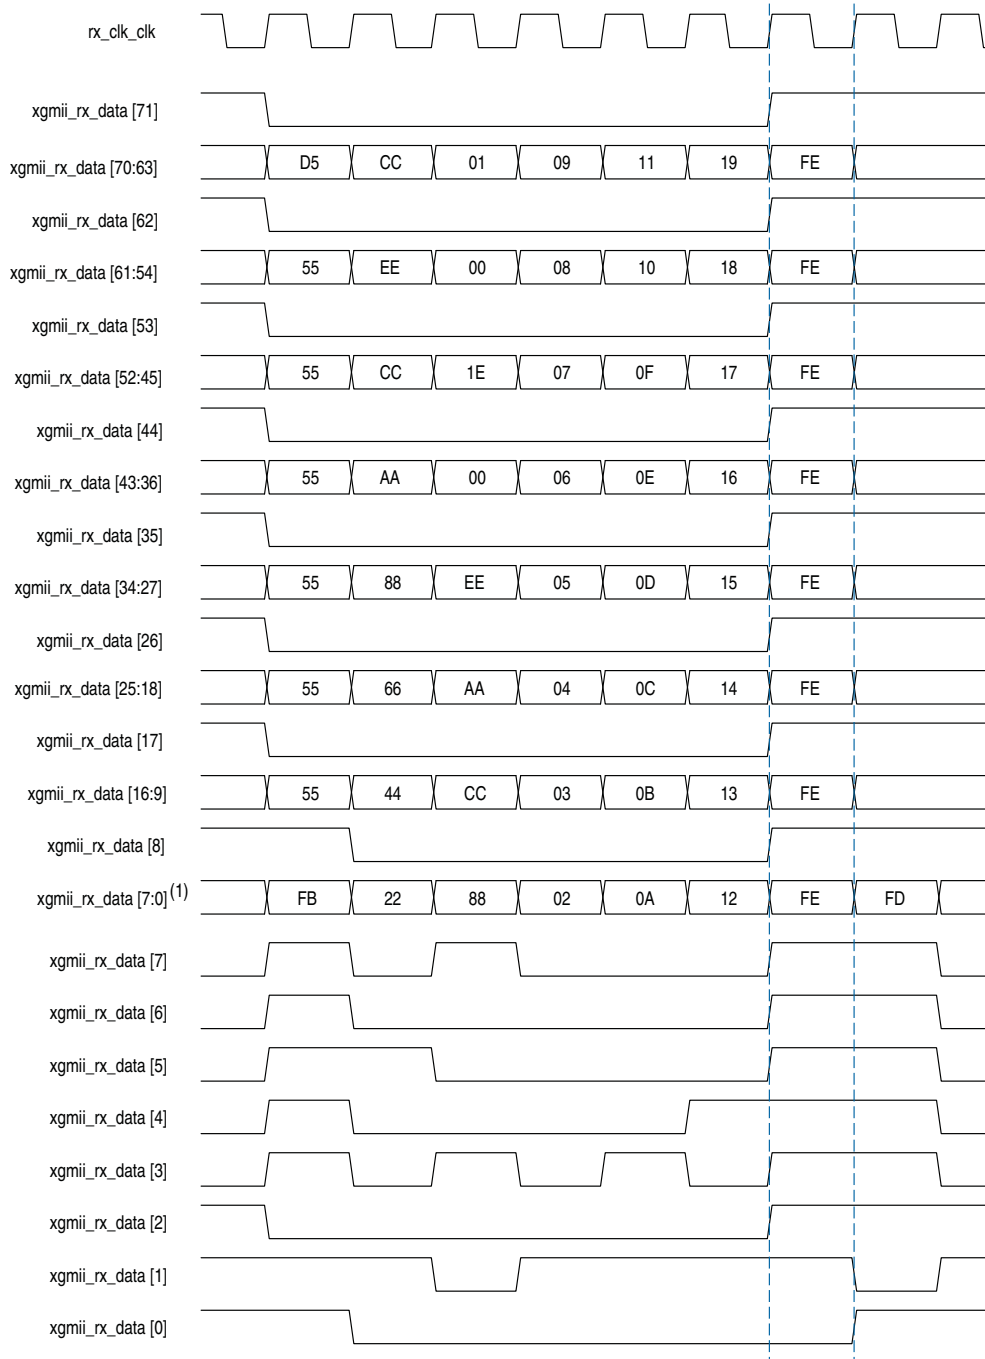 rx_clk_clk
xgmii_rx_data [71]
xgmii_rx_data [70:63] D5 CC 01 09 11 19 FE
xgmii_rx_data [62]
xgmii_rx_data [61:54] 55 EE 00 08 10 18 FE
xgmii_rx_data [53]
xgmii_rx_data [52:45] 55 CC 1E 07 0F 17 FE
xgmii_rx_data [44]
xgmii_rx_data [43:36] 55 AA 00 06 0E 16 FE
xgmii_rx_data [35]
xgmii_rx_data [34:27] 55 88 EE 05 0D 15 FE
xgmii_rx_data [26]
xgmii_rx_data [25:18] 55 66 AA 04 0C 14 FE
xgmii_rx_data [17]
xgmii_rx_data [16:9] 55 44 CC 03 0B 13 FE
xgmii_rx_data [8]
xgmii_rx_data [7:0] (1) FB 22 88 02 0A 12 FE FD
xgmii_rx_data [7]
xgmii_rx_data [6]
xgmii_rx_data [5]
xgmii_rx_data [4]
xgmii_rx_data [3]
xgmii_rx_data [2]
xgmii_rx_data [1]
xgmii_rx_data [0]